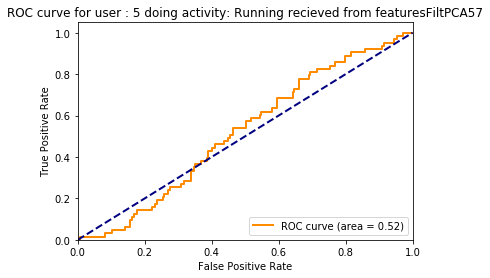 ROC curve for user : 5 doing activity: Running recieved from featuresFiltPCA57
1.0
0.8
0.6
0.4
0.2
0.0
True Positive Rate
ROC curve (area = 0.52)
0.0 0.2 0.4 0.6 0.8 1.0
False Positive Rate